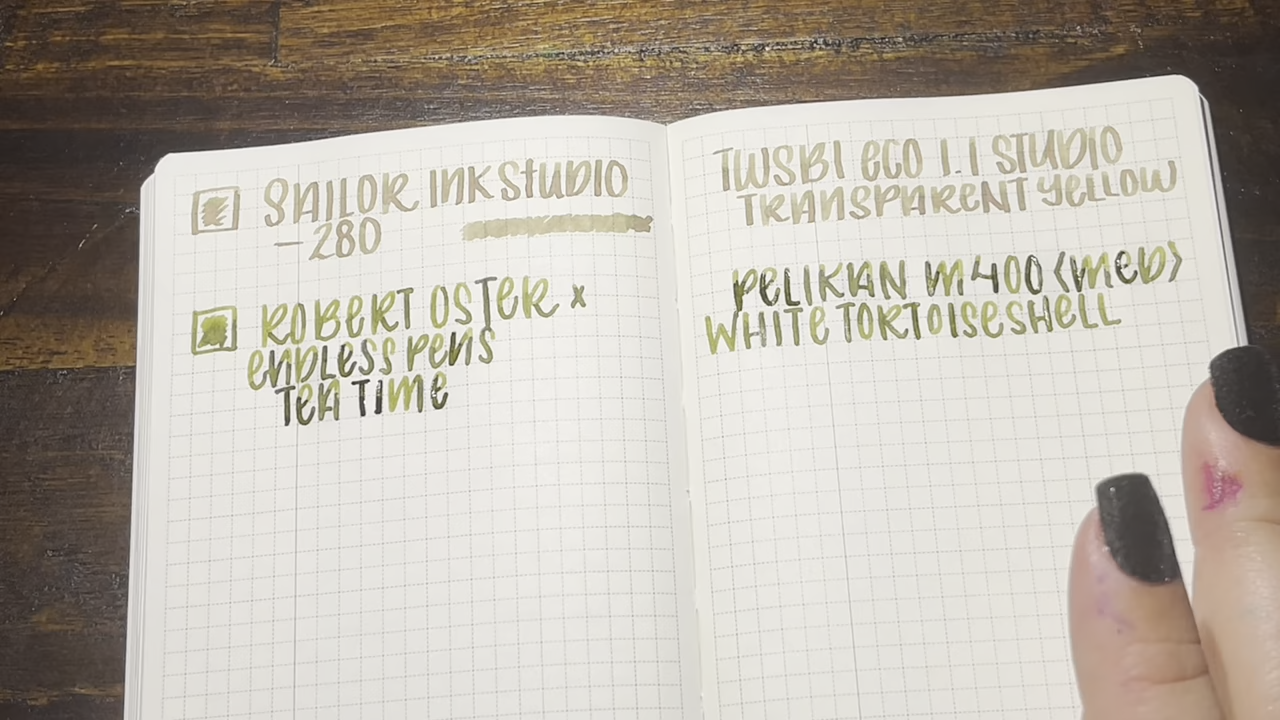 SAILOR INK STUDIO
-280
ROBERT OSTER x
ENDLESS PENS
TEA TIME
TWSBI ECO 1.1 STUDIO
TRANSPARENT YELLOW
PELIKAN M400 <MED>
WHITE TORTOISESHELL